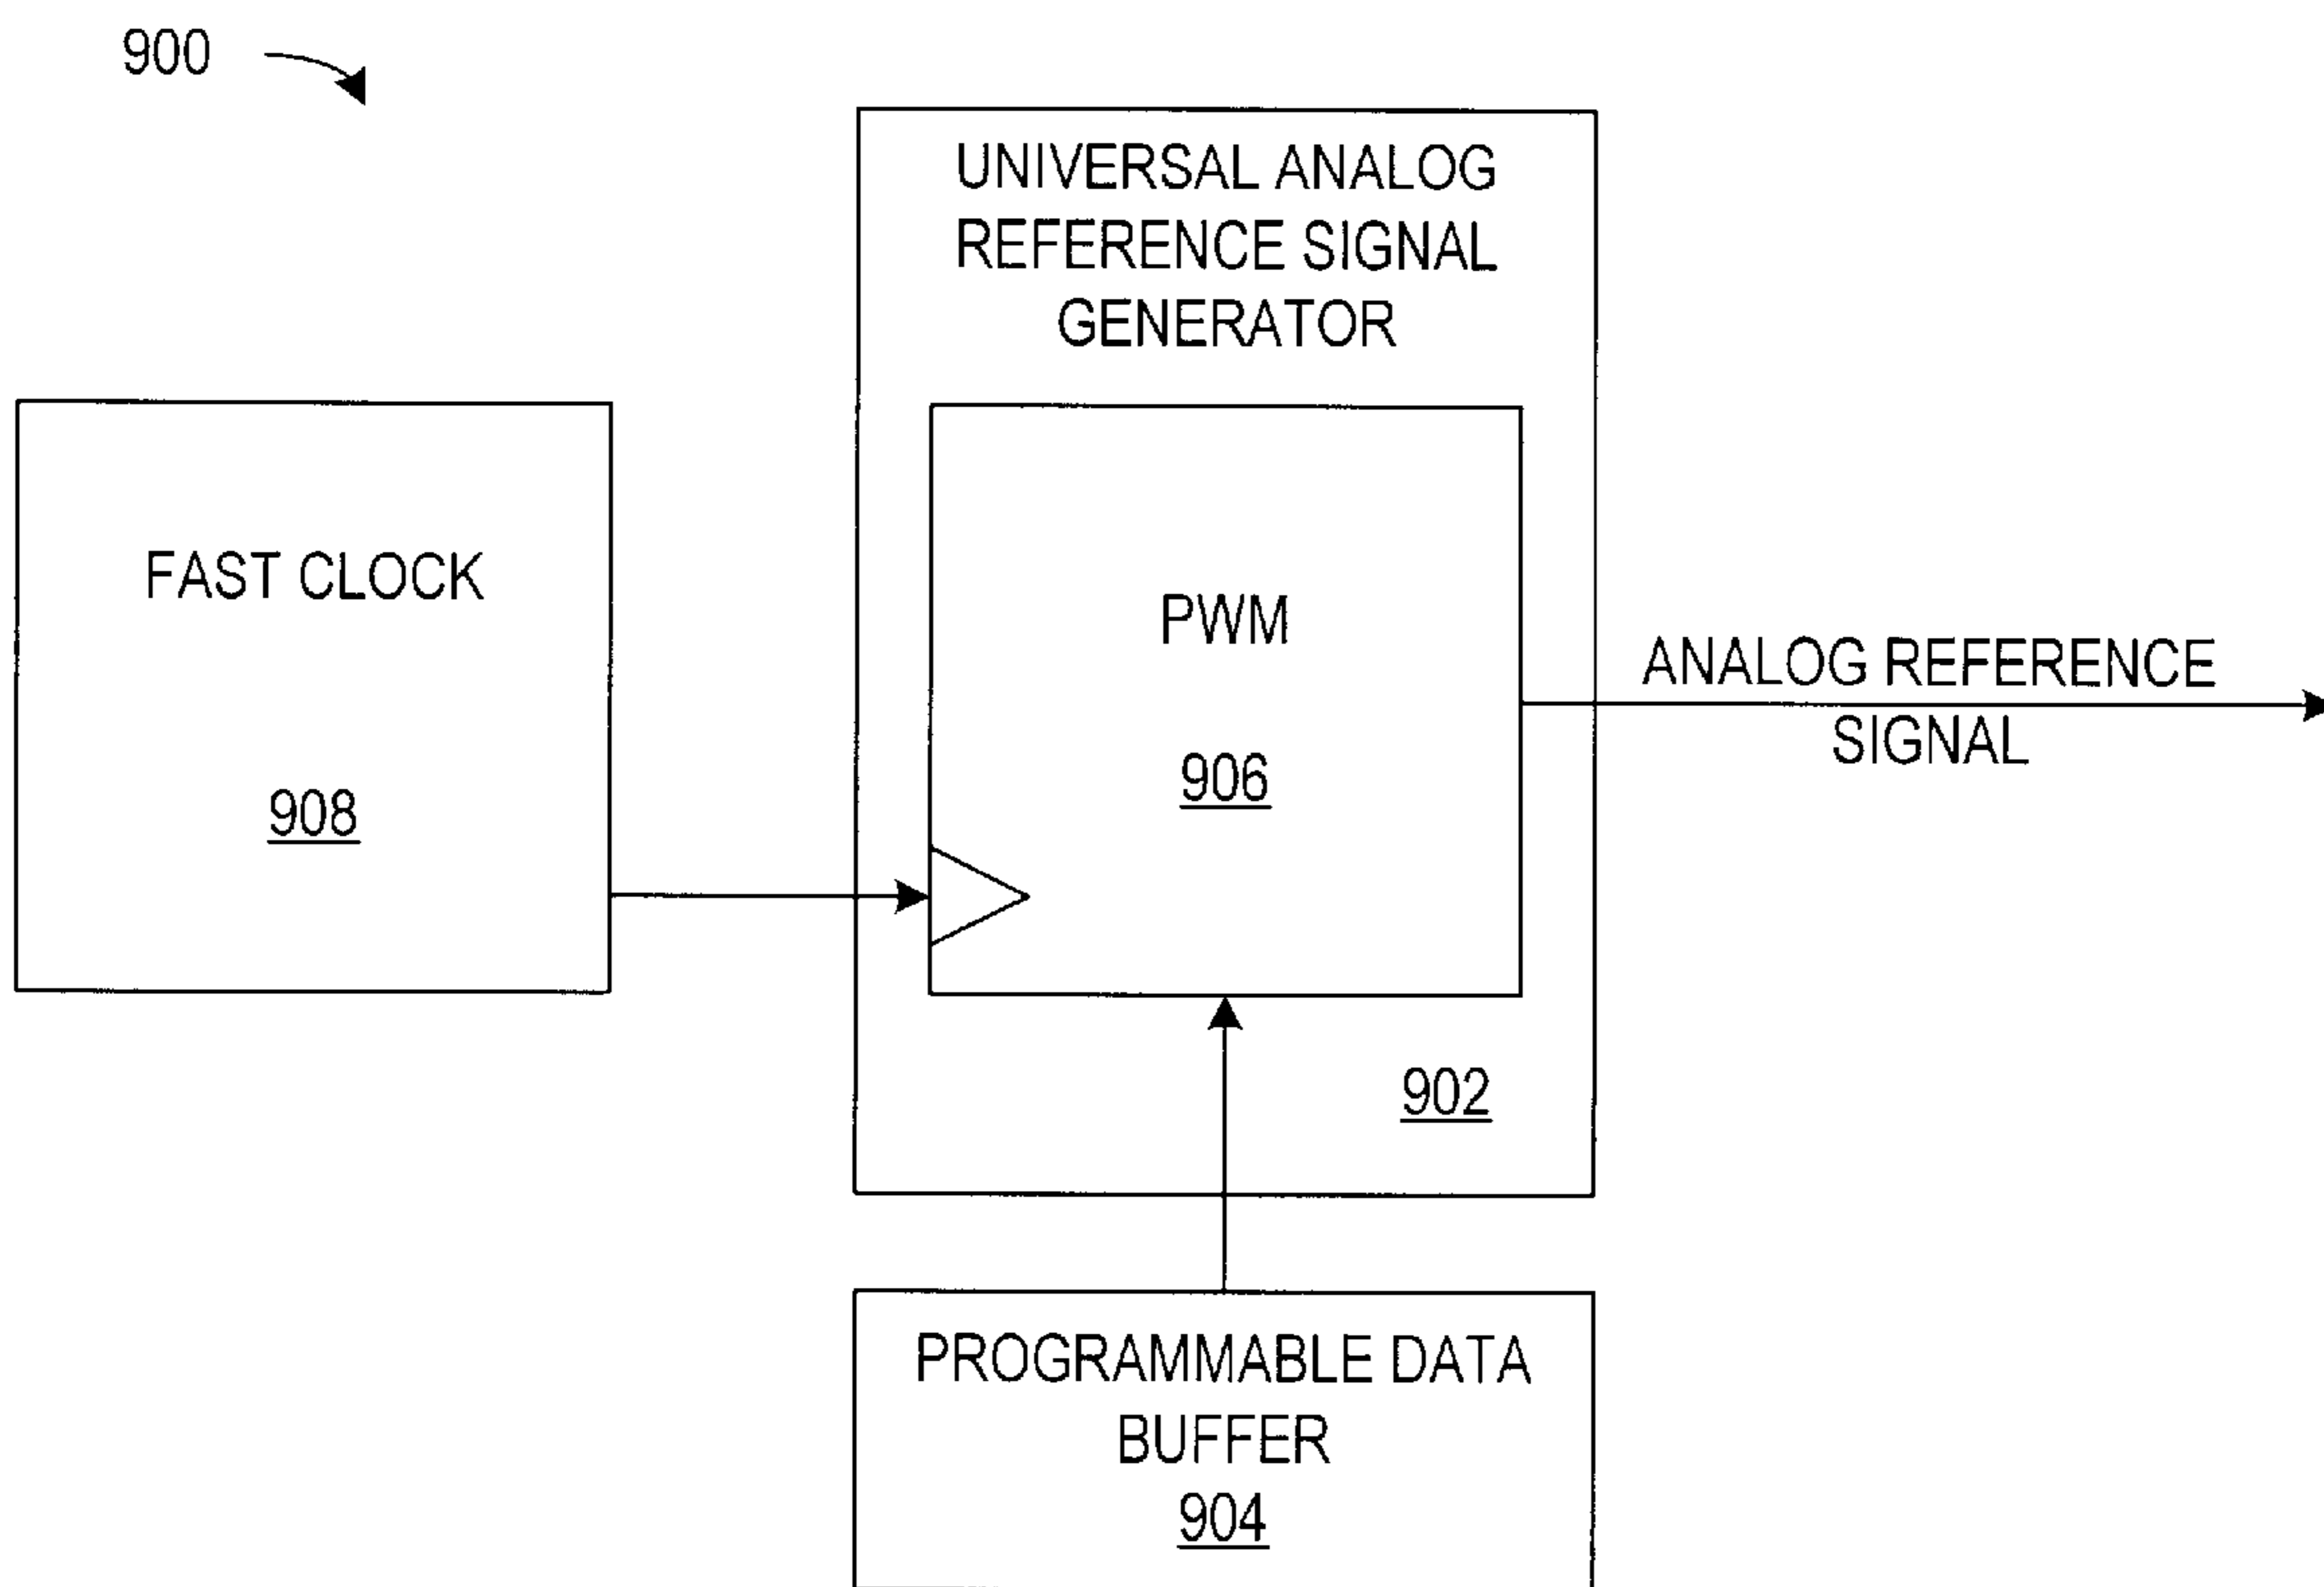 900
UNIVERSAL ANALOG
REFERENCE SIGNAL
GENERATOR
FAST CLOCK
908
PWM
906
ANALOG REFERENCE
SIGNAL
902
PROGRAMMABLE DATA
BUFFER
904